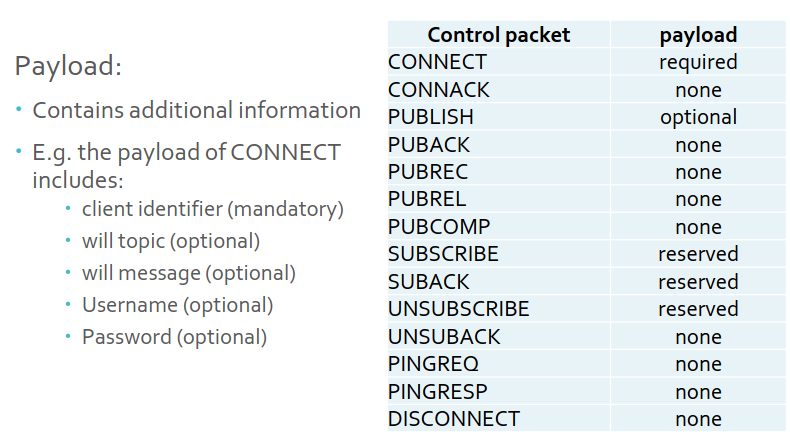 Payload:
• Contains additional information
• E.g. the payload of CONNECT
includes:
• client identifier (mandatory)
• will topic (optional)
• will message (optional)
• Username (optional)
• Password (optional)
Control packet payload
CONNECT required
CONNACK none
PUBLISH optional
PUBACK none
PUBREC none
PUBREL none
PUBCOMP none
SUBSCRIBE reserved
SUBACK reserved
UNSUBSCRIBE reserved
UNSUBACK none
PINGREQ none
PINGRESP none
DISCONNECT none